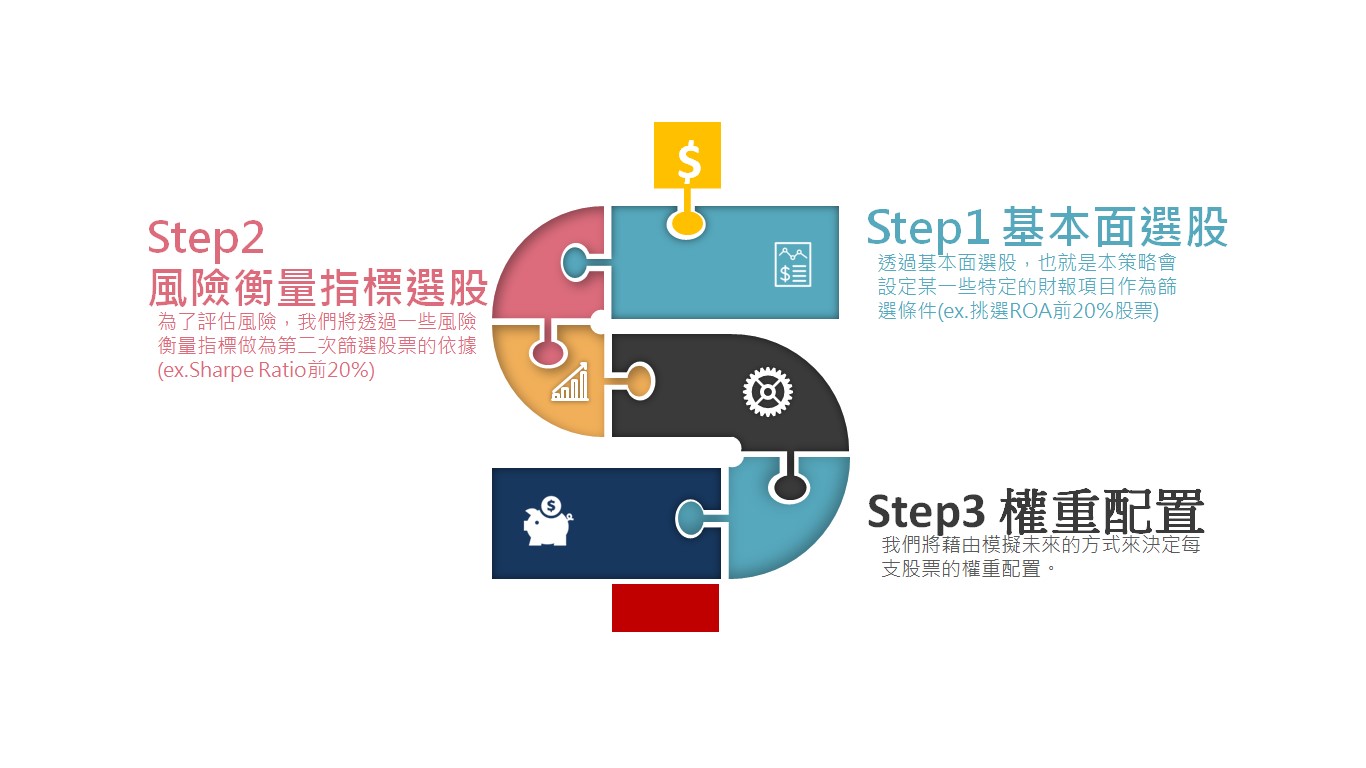 $
Step1 基本面選股
透過基本面選股，也就是本策略會
設定某一些特定的財報項目作為篩
選條件(ex.挑選ROA前20%股票)
$
Step2
風險衡量指標選股
為了評估風險，我們將透過一些風險
衡量指標做為第二次篩選股票的依據
(ex.Sharpe Ratio前20%)
Step3 權重配置
我們將藉由模擬未來的方式來決定每
支股票的權重配置。
$